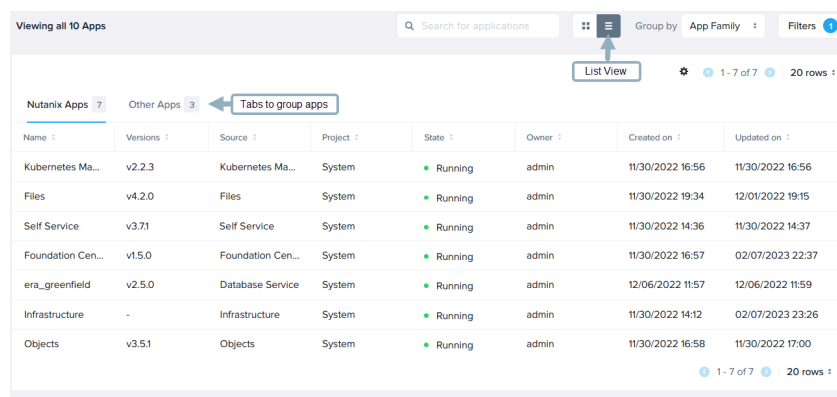 Viewing all 10 Apps Search for applications Group by App Family Filters 1
List View 1 - 7 of 7 20 rows
Nutanix Apps 7 Other Apps 3 Tabs to group apps
Name Versions Source Project State Owner Created on Updated on
Kubernetes Ma... v2.2.3 Kubernetes Ma... System Running admin 11/30/2022 16:56 11/30/2022 16:56
Files v4.2.0 Files System Running admin 11/30/2022 19:34 12/01/2022 19:15
Self Service v3.7.1 Self Service System Running admin 11/30/2022 14:36 11/30/2022 14:37
Foundation Cen... v1.5.0 Foundation Cen... System Running admin 11/30/2022 16:57 02/07/2023 22:37
era_greenfield v2.5.0 Database Service System Running admin 12/06/2022 11:57 12/06/2022 11:59
Infrastructure - Infrastructure System Running admin 11/30/2022 14:12 02/07/2023 23:26
Objects v3.5.1 Objects System Running admin 11/30/2022 16:58 11/30/2022 17:00
1 - 7 of 7 20 rows